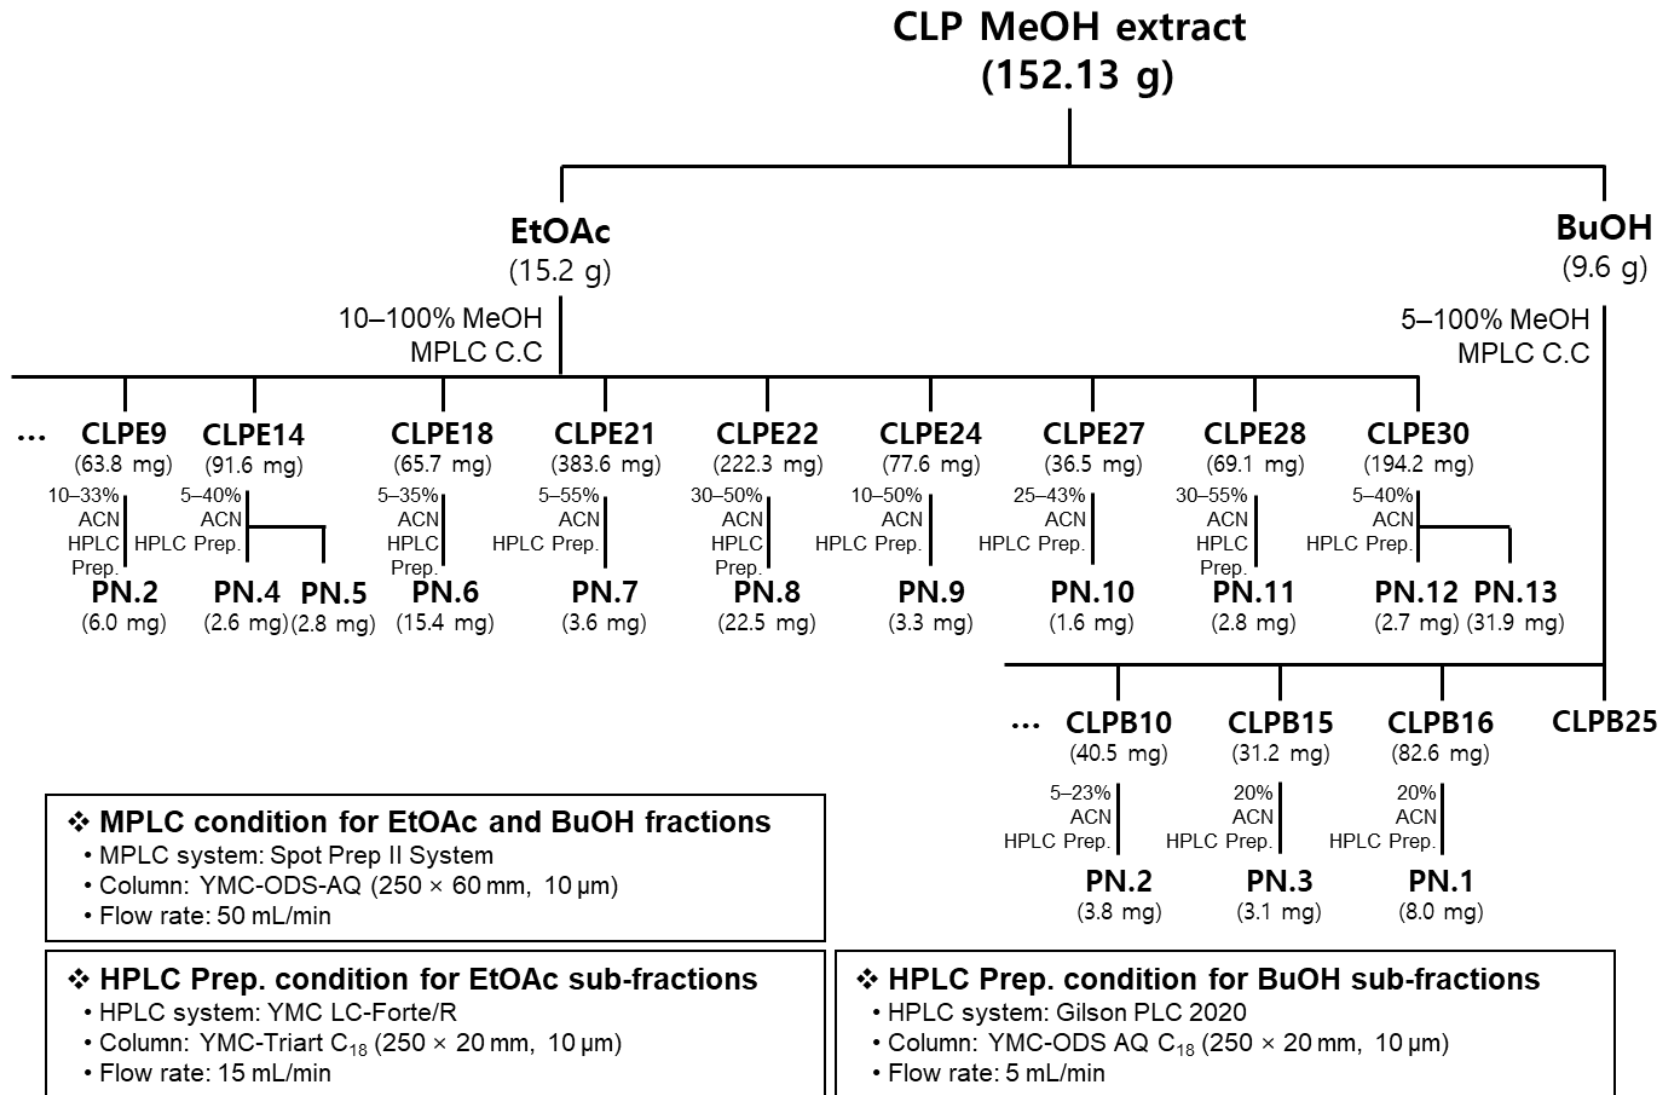 CLP MeOH extract
(152.13 g)
EtOAc
(15.2 g)
BuOH
(9.6 g)
10–100% MeOH
MPLC C.C
5–100% MeOH
MPLC C.C
... CLPE9 CLPE14 CLPE18 CLPE21 CLPE22 CLPE24 CLPE27 CLPE28 CLPE30
(63.8 mg) (91.6 mg) (65.7 mg) (383.6 mg) (222.3 mg) (77.6 mg) (36.5 mg) (69.1 mg) (194.2 mg)
10–33% 5–40% 5–35% 5–55% 30–50% 10–50% 25–43% 30–55% 5–40%
ACN ACN ACN ACN ACN ACN ACN ACN ACN
HPLC HPLC Prep. HPLC HPLC Prep. HPLC HPLC Prep. HPLC Prep. HPLC HPLC Prep.
Prep. Prep. Prep. Prep.
PN.2 PN.4 PN.5 PN.6 PN.7 PN.8 PN.9 PN.10 PN.11 PN.12 PN.13
(6.0 mg) (2.6 mg) (2.8 mg) (15.4 mg) (3.6 mg) (22.5 mg) (3.3 mg) (1.6 mg) (2.8 mg) (2.7 mg) (31.9 mg)
... CLPB10 CLPB15 CLPB16 CLPB25
(40.5 mg) (31.2 mg) (82.6 mg)
5–23% 20% 20%
ACN ACN ACN
HPLC Prep. HPLC Prep. HPLC Prep.
PN.2 PN.3 PN.1
(3.8 mg) (3.1 mg) (8.0 mg)
❖ MPLC condition for EtOAc and BuOH fractions
• MPLC system: Spot Prep II System
• Column: YMC-ODS-AQ (250 × 60 mm, 10 μm)
• Flow rate: 50 mL/min
❖ HPLC Prep. condition for EtOAc sub-fractions
• HPLC system: YMC LC-Forte/R
• Column: YMC-Triart C₁₈ (250 × 20 mm, 10 μm)
• Flow rate: 15 mL/min
❖ HPLC Prep. condition for BuOH sub-fractions
• HPLC system: Gilson PLC 2020
• Column: YMC-ODS AQ C₁₈ (250 × 20 mm, 10 μm)
• Flow rate: 5 mL/min